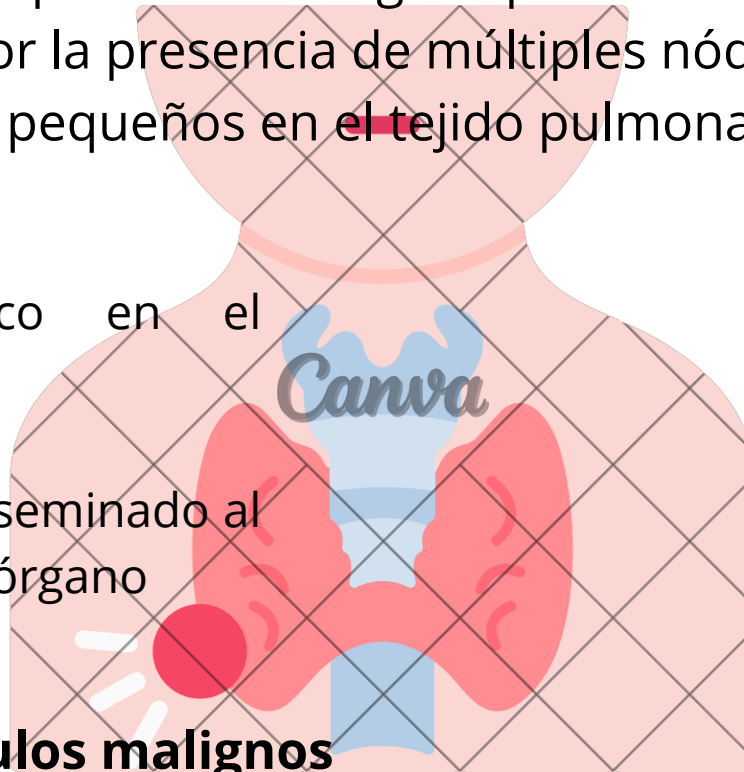 or la presencia de múltiples nód
pequeños en el tejido pulmona
co en el
Canva
seminado al
órgano
ulos malignos